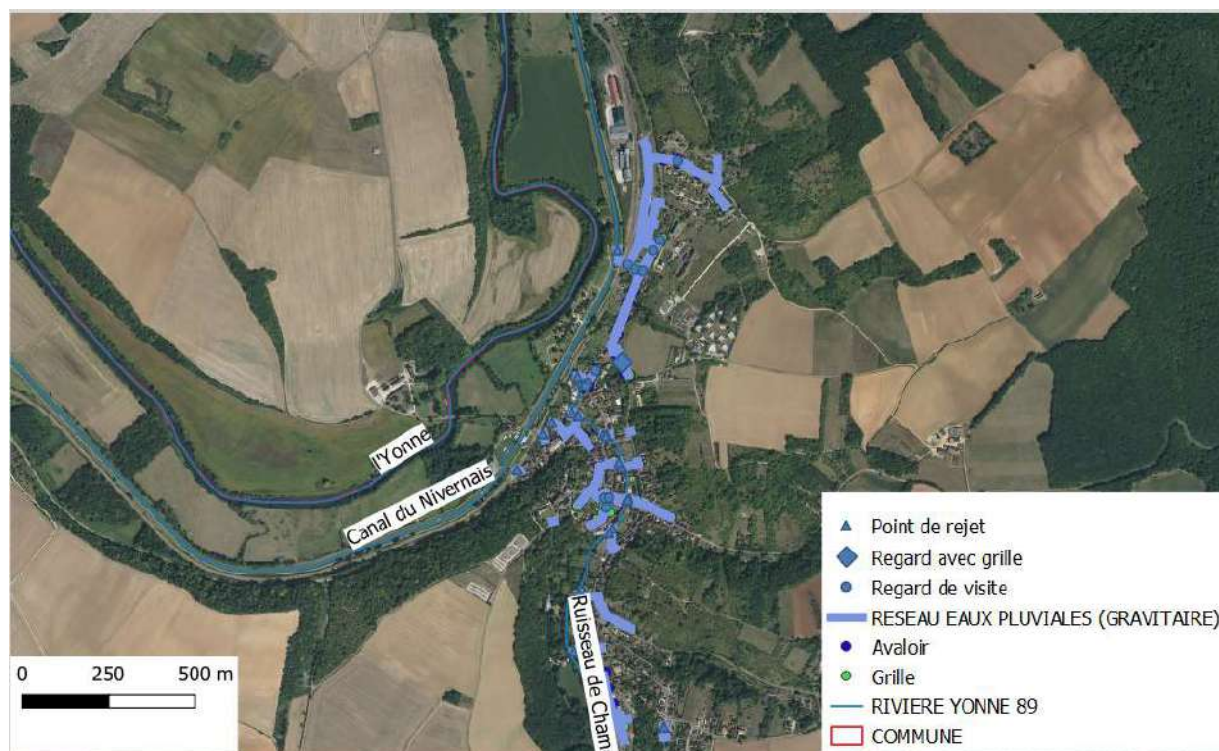 l'Yonne
Canal du Nivernais
Ruisseau de Cham
Point de rejet
Regard avec grille
Regard de visite
RESEAU EAUX PLUVIALES (GRAVITAIRE)
Avaloir
Grille
RIVIERE YONNE 89
COMMUNE
0 250 500 m